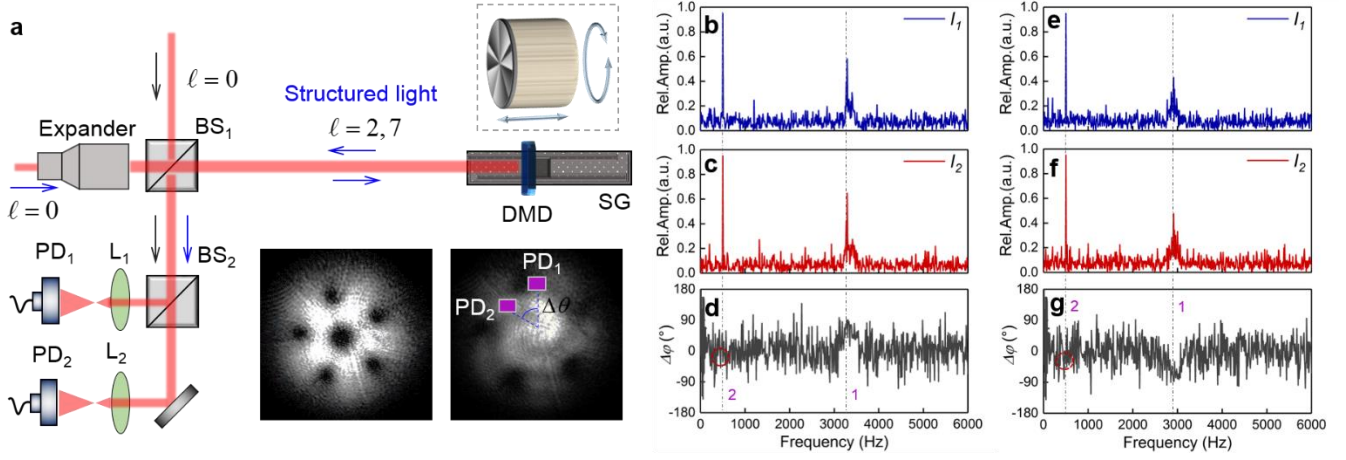 a
ℓ = 0
Structured light
ℓ = 2, 7
Expander
BS₁
ℓ = 0
DMD
SG
PD₁
L₁
BS₂
PD₂
L₂
PD₁
PD₂
Δθ
b
I₁
Rel.Amp.(a.u.)
1.0
0.8
0.6
0.4
0.2
0.0
c
I₂
Rel.Amp.(a.u.)
1.0
0.8
0.6
0.4
0.2
0.0
d
Δφ (°)
180
90
0
-90
-180
2
1
0 1000 2000 3000 4000 5000 6000
Frequency (Hz)
e
I₁
Rel.Amp.(a.u.)
1.0
0.8
0.6
0.4
0.2
0.0
f
I₂
Rel.Amp.(a.u.)
1.0
0.8
0.6
0.4
0.2
0.0
g
Δφ (°)
180
90
0
-90
-180
2
1
0 1000 2000 3000 4000 5000 6000
Frequency (Hz)